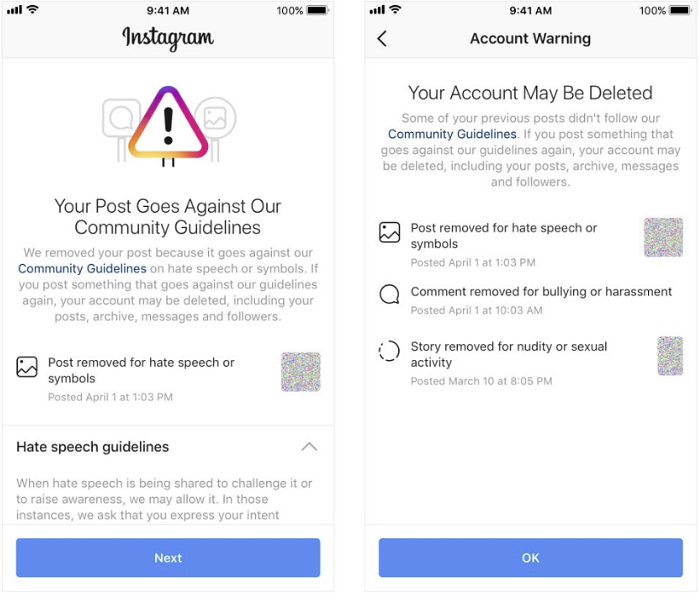 9:41 AM
100%
Instagram
Your Post Goes Against Our
Community Guidelines
We removed your post because it goes against our
Community Guidelines on hate speech or symbols. If
you post something that goes against our guidelines
again, your account may be deleted, including your
posts, archive, messages and followers.
Post removed for hate speech or
symbols
Posted April 1 at 1:03 PM
Hate speech guidelines
When hate speech is being shared to challenge it or
to raise awareness, we may allow it. In those
instances, we ask that you express your intent
Next
9:41 AM
100%
Account Warning
Your Account May Be Deleted
Some of your previous posts didn't follow our
Community Guidelines. If you post something that
goes against our guidelines again, your account may
be deleted, including your posts, archive, messages
and followers.
Post removed for hate speech or
symbols
Posted April 1 at 1:03 PM
Comment removed for bullying or harassment
Posted April 1 at 10:03 AM
Story removed for nudity or sexual
activity
Posted March 10 at 8:05 PM
OK